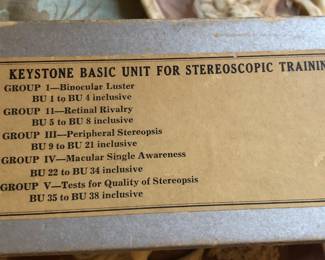 KEYSTONE BASIC UNIT FOR STEREOSCOPIC TRAININ
GROUP I—Binocular Luster
BU 1 to BU 4 inclusive
GROUP 11—Retinal Rivalry
BU 5 to BU 8 inclusive
GROUP III—Peripheral Stereopsis
BU 9 to BU 21 inclusive
GROUP IV—Macular Single Awareness
BU 22 to BU 34 inclusive
GROUP V—Tests for Quality of Stereopsis
BU 35 to BU 38 inclusive